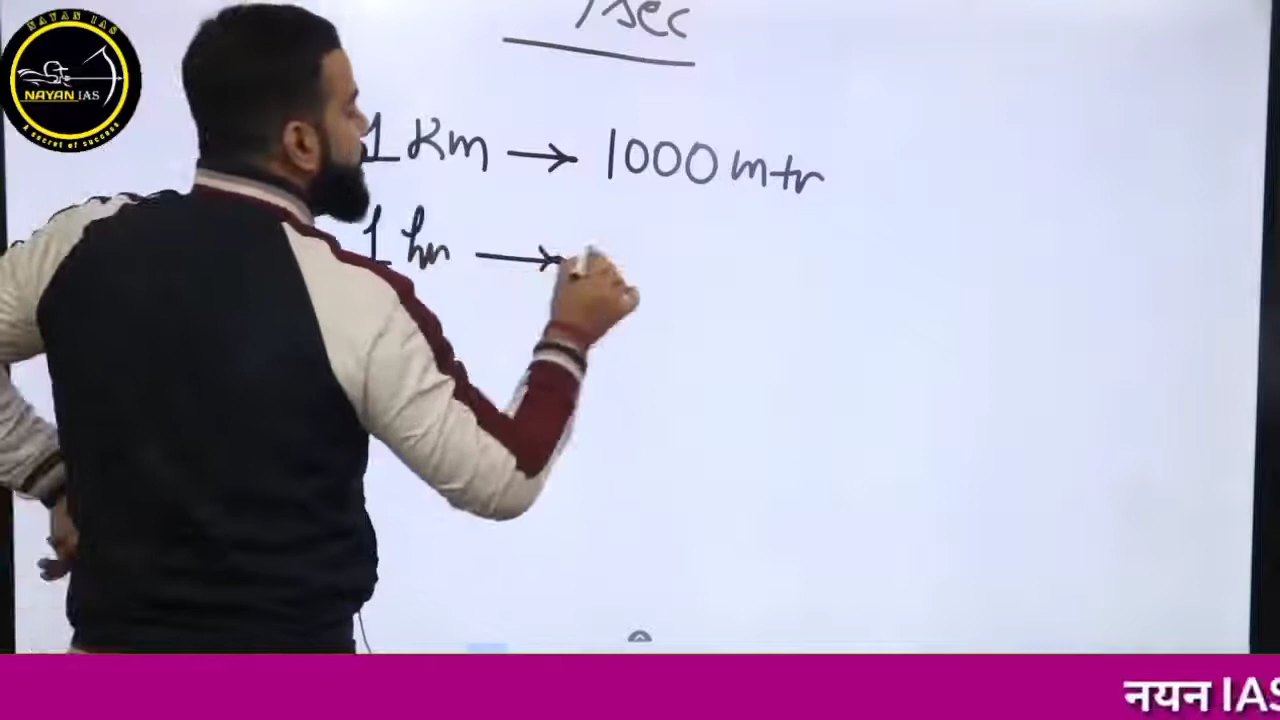 NAYAN IAS
NAYAN IAS
A secret of success
/sec
1 Km → 1000 mtr
1 hr →
नयन IAS